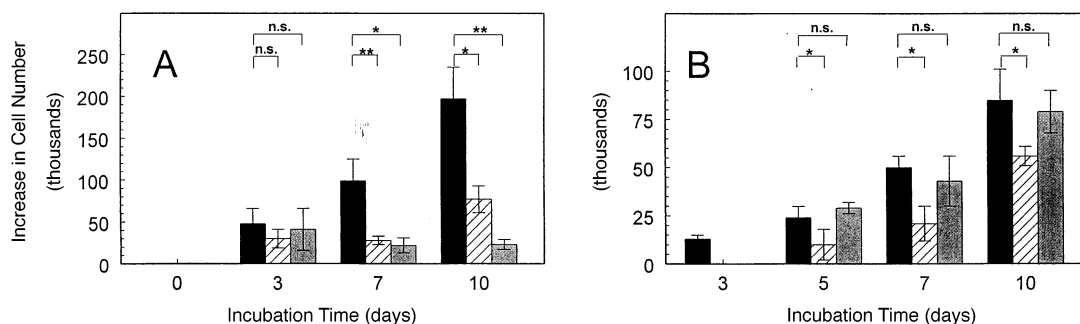 A
Increase in Cell Number
(thousands)
250
200
150
100
50
0
n.s.
n.s.
*
**
**
*
0 3 7 10
Incubation Time (days)
B
(thousands)
100
75
50
25
0
n.s.
*
n.s.
*
n.s.
*
3 5 7 10
Incubation Time (days)